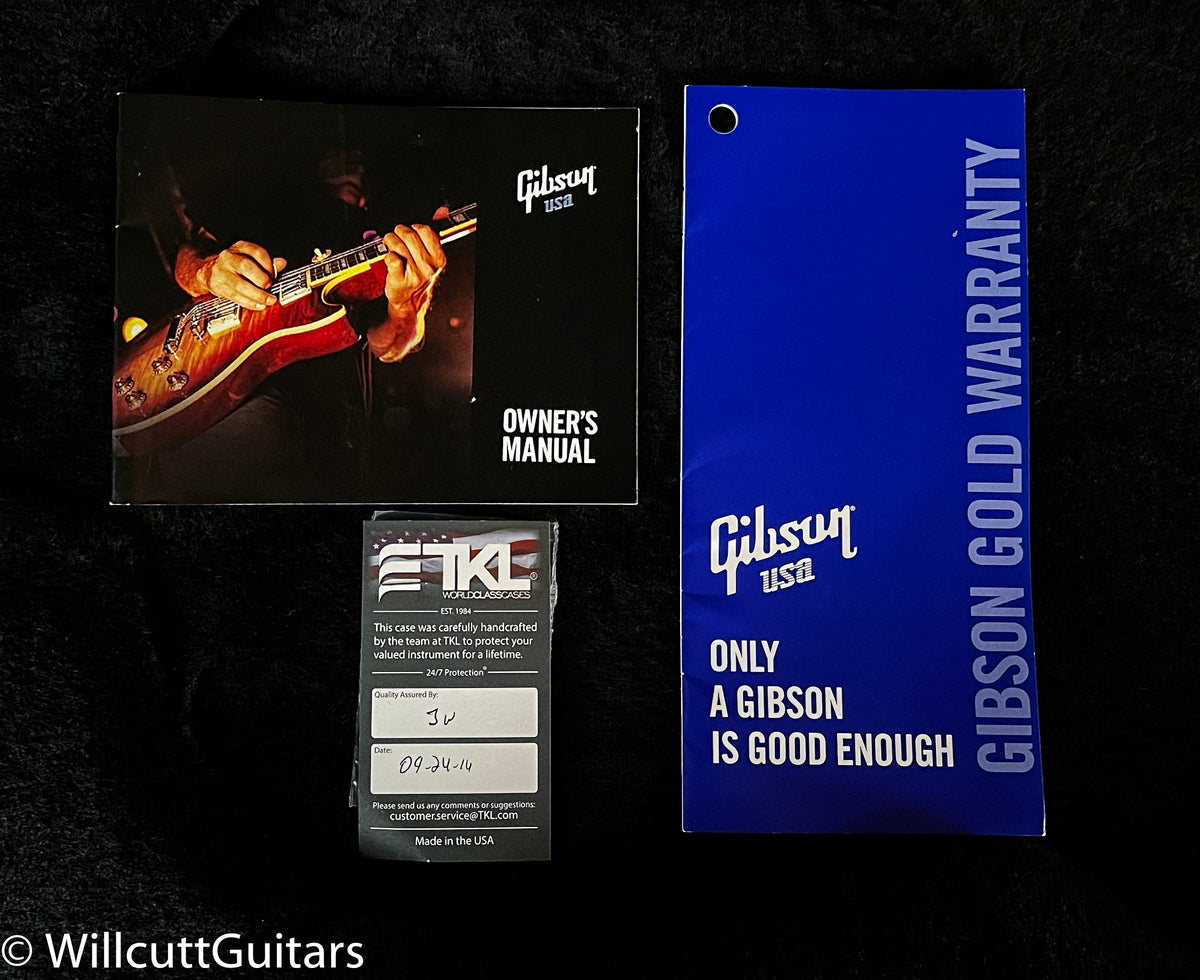 Gibson
USA
OWNER'S
MANUAL
TKL®
WORLDCLASSCASES
EST. 1984
This case was carefully handcrafted
by the team at TKL to protect your
valued instrument for a lifetime.
24/7 Protection®
Quality Assured By:
JW
Date:
09-24-14
Please send us any comments or suggestions:
customer.service@TKL.com
Made in the USA
Gibson
USA
ONLY
A GIBSON
IS GOOD ENOUGH
GIBSON GOLD WARRANTY
© WillcuttGuitars